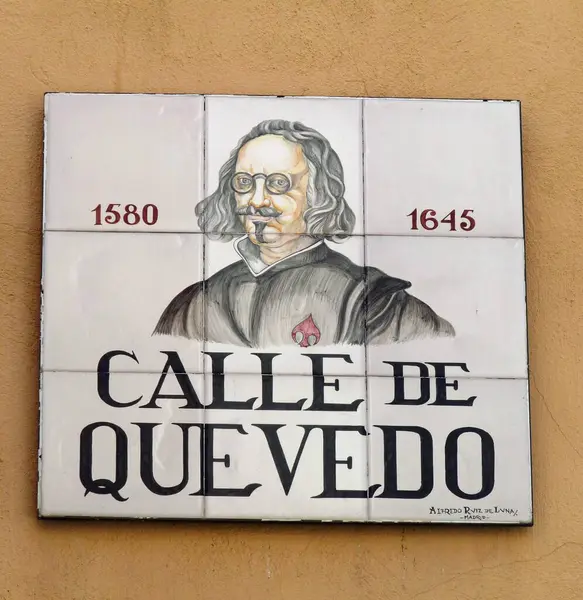 1580 1645
CALLE DE
QUEVEDO
ALFREDO RUIZ DE LUNA
-MADRID-